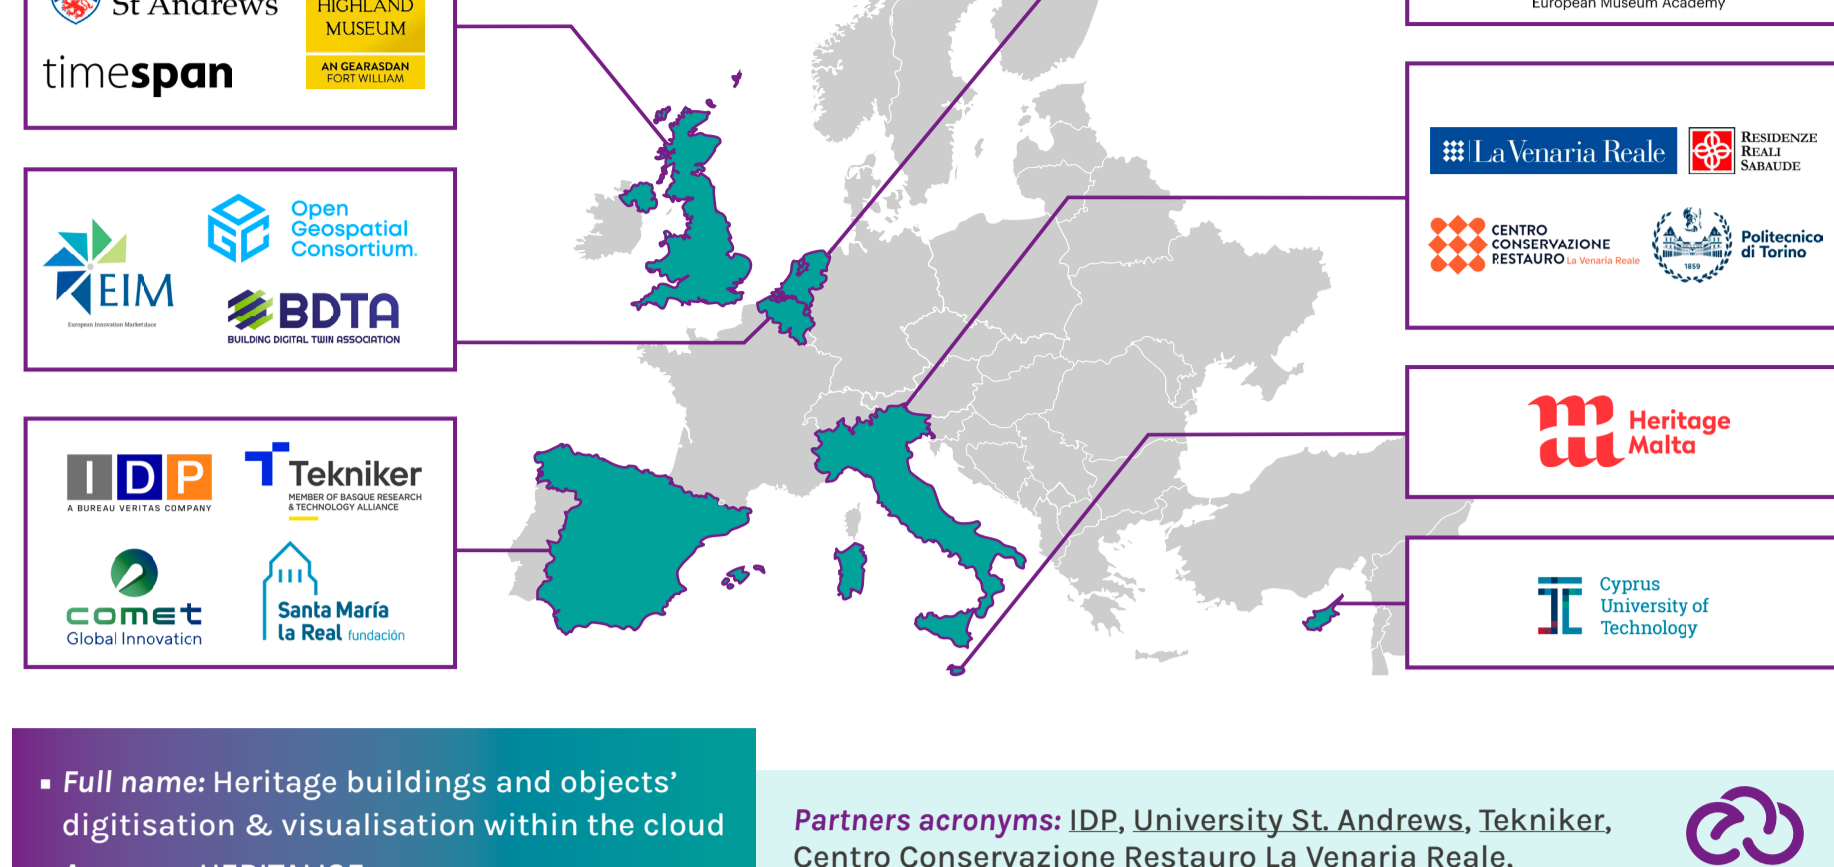 St Andrews
HIGHLAND
MUSEUM
AN GEARASDAN
FORT WILLIAM
timespan
European Museum Academy
EIM
European Innovation Marketplace
Open
Geospatial
Consortium.
BDTA
BUILDING DIGITAL TWIN ASSOCIATION
La Venaria Reale
RESIDENZE
REALI
SABAUDE
CENTRO
CONSERVAZIONE
RESTAURO La Venaria Reale
1859
Politecnico
di Torino
IDP
A BUREAU VERITAS COMPANY
Tekniker
MEMBER OF BASQUE RESEARCH
& TECHNOLOGY ALLIANCE
comet
Global Innovation
Santa María
la Real fundación
Heritage
Malta
Cyprus
University of
Technology
▪ Full name: Heritage buildings and objects’
digitisation & visualisation within the cloud
Partners acronyms: IDP, University St. Andrews, Tekniker,
Centro Conservazione Restauro La Venaria Reale,